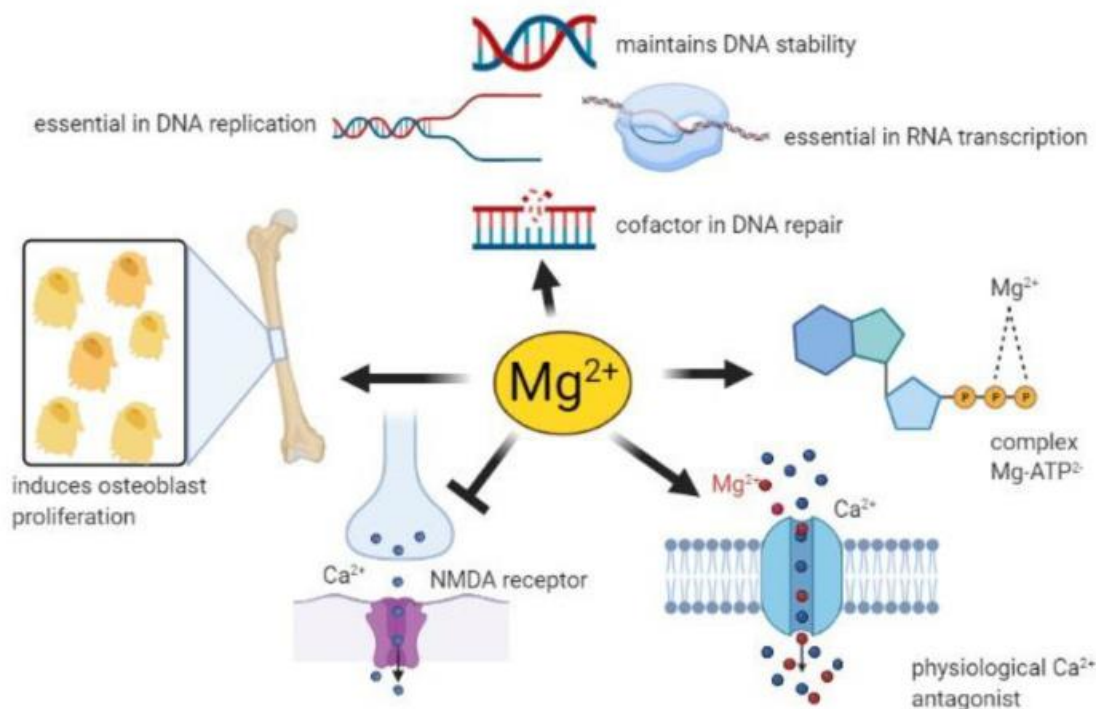 maintains DNA stability
essential in DNA replication
essential in RNA transcription
cofactor in DNA repair
Mg²⁺
Mg²⁺
P P P
complex
Mg-ATP²⁻
induces osteoblast
proliferation
Mg²⁺
Ca²⁺
Ca²⁺
NMDA receptor
physiological Ca²⁺
antagonist